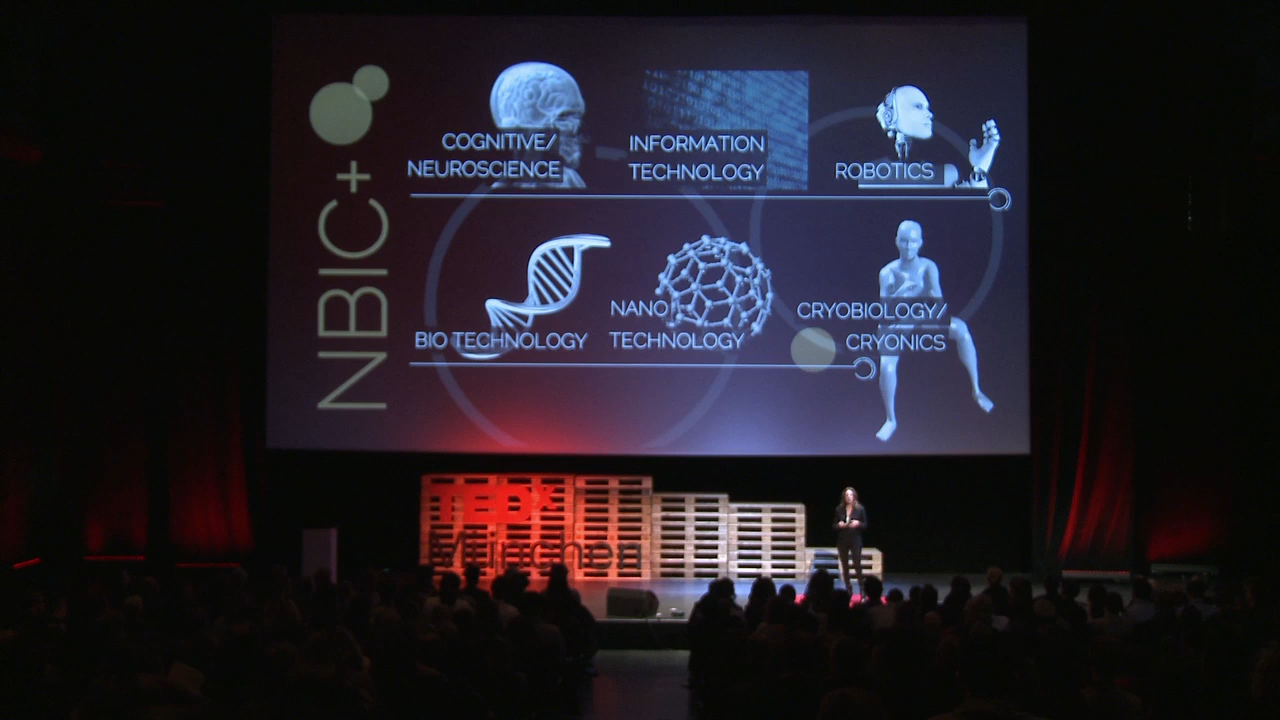 NBIC+
COGNITIVE/
NEUROSCIENCE
INFORMATION
TECHNOLOGY
ROBOTICS
BIO TECHNOLOGY
NANO
TECHNOLOGY
CRYOBIOLOGY/
CRYONICS
TEDx
München